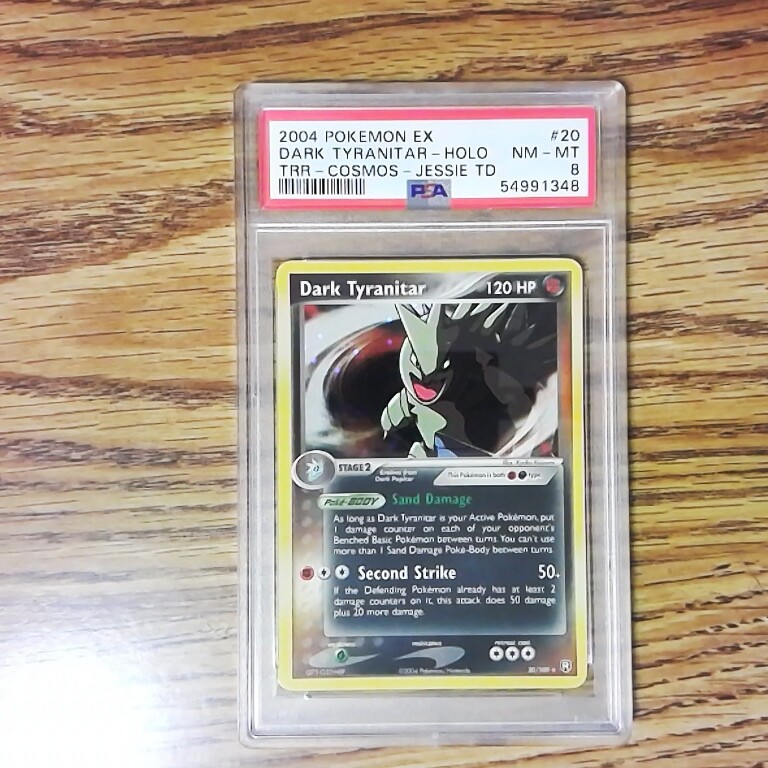 2004 POKEMON EX #20
DARK TYRANITAR - HOLO NM - MT
TRR - COSMOS - JESSIE TD 8
PSA 54991348
Dark Tyranitar 120 HP
STAGE 2 Evolves from Dark Pupitar
This Pokémon is both type.
Poké-BODY Sand Damage
As long as Dark Tyranitar is your Active Pokémon, put
1 damage counter on each of your opponent's
Benched Basic Pokémon between turns. You can't use
more than 1 Sand Damage Poké-Body between turns.
Second Strike 50+
If the Defending Pokémon already has at least 2
damage counters on it, this attack does 50 damage
plus 20 more damage.
weakness resistance retreat cost
©2004 Pokémon/Nintendo 20/109
R